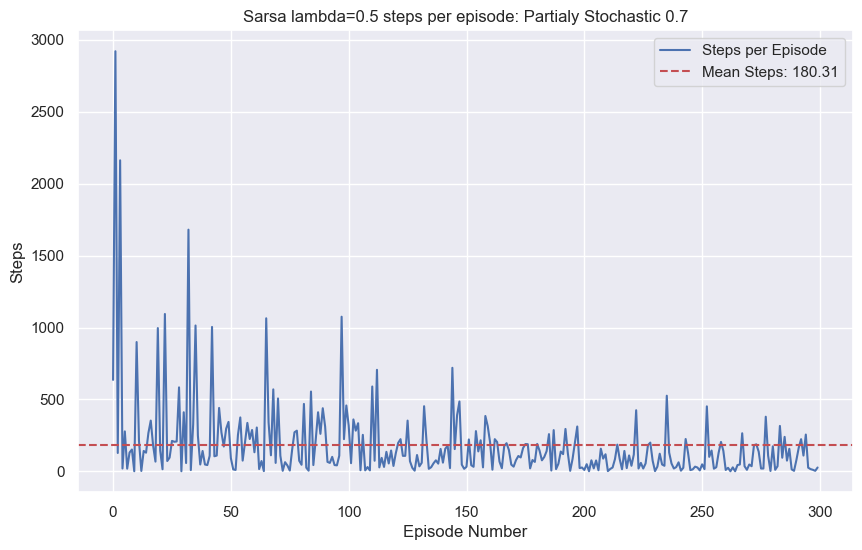 Sarsa lambda=0.5 steps per episode: Partialy Stochastic 0.7
Steps per Episode
Mean Steps: 180.31
Steps
3000
2500
2000
1500
1000
500
0
0 50 100 150 200 250 300
Episode Number